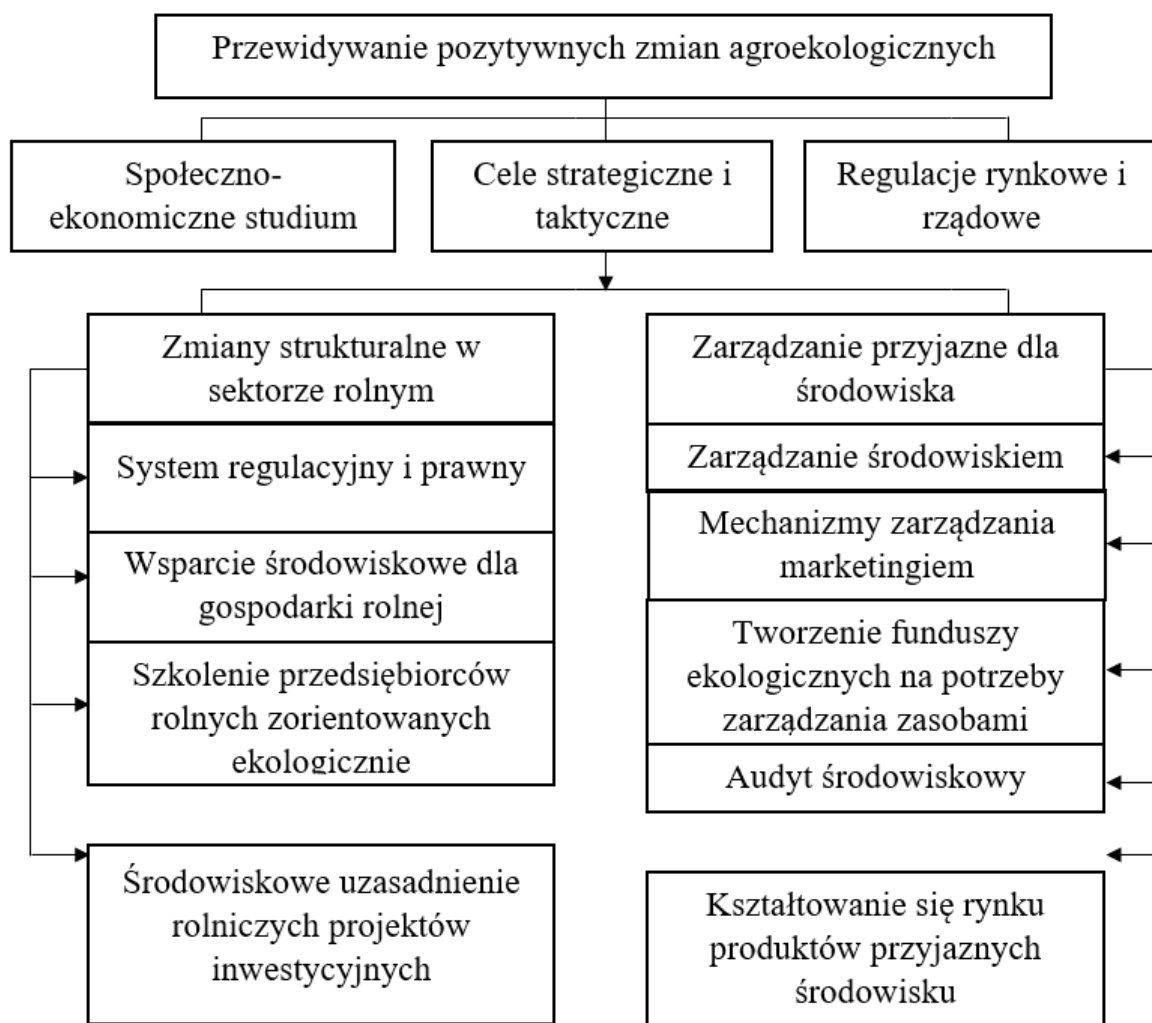 Przewidywanie pozytywnych zmian agroekologicznych
Społeczno-
ekonomiczne studium
Cele strategiczne i
taktyczne
Regulacje rynkowe i
rządowe
Zmiany strukturalne w
sektorze rolnym
System regulacyjny i prawny
Wsparcie środowiskowe dla
gospodarki rolnej
Szkolenie przedsiębiorców
rolnych zorientowanych
ekologicznie
Środowiskowe uzasadnienie
rolniczych projektów
inwestycyjnych
Zarządzanie przyjazne dla
środowiska
Zarządzanie środowiskiem
Mechanizmy zarządzania
marketingiem
Tworzenie funduszy
ekologicznych na potrzeby
zarządzania zasobami
Audyt środowiskowy
Kształtowanie się rynku
produktów przyjaznych
środowisku